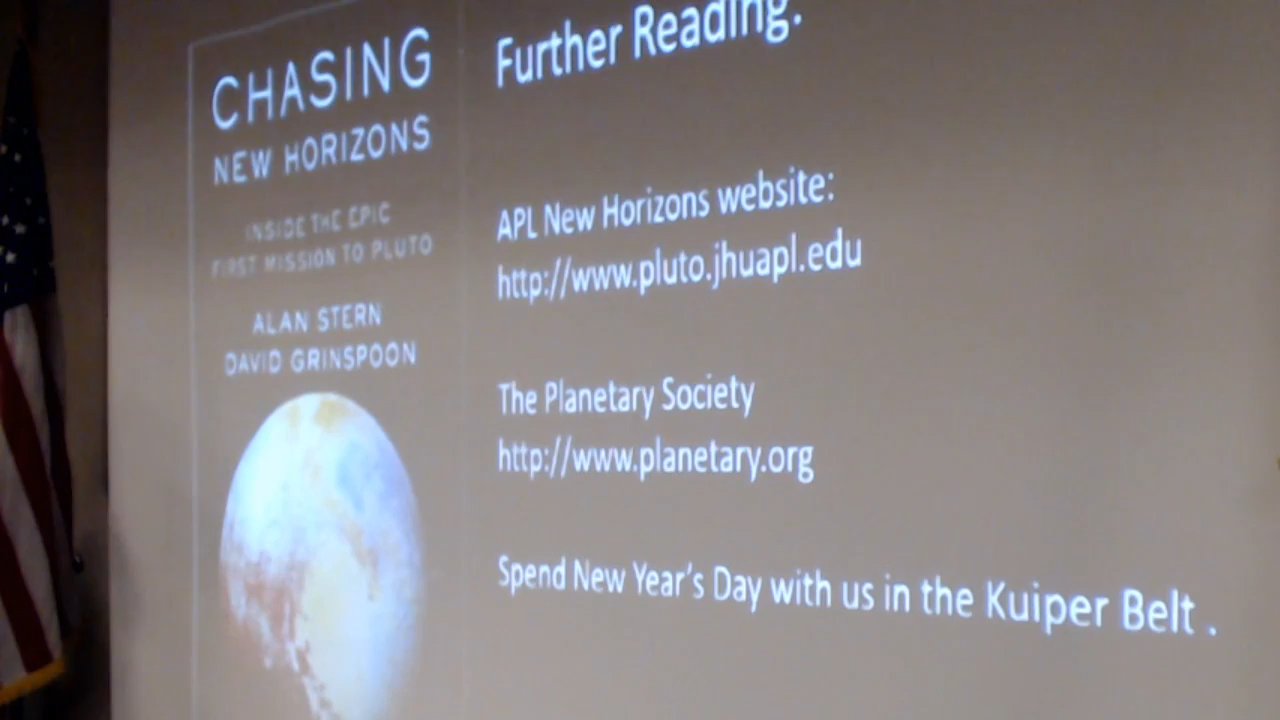 CHASING
NEW HORIZONS
INSIDE THE EPIC
FIRST MISSION TO PLUTO
ALAN STERN
DAVID GRINSPOON
Further Reading:
APL New Horizons website:
http://www.pluto.jhuapl.edu
The Planetary Society
http://www.planetary.org
Spend New Year's Day with us in the Kuiper Belt .